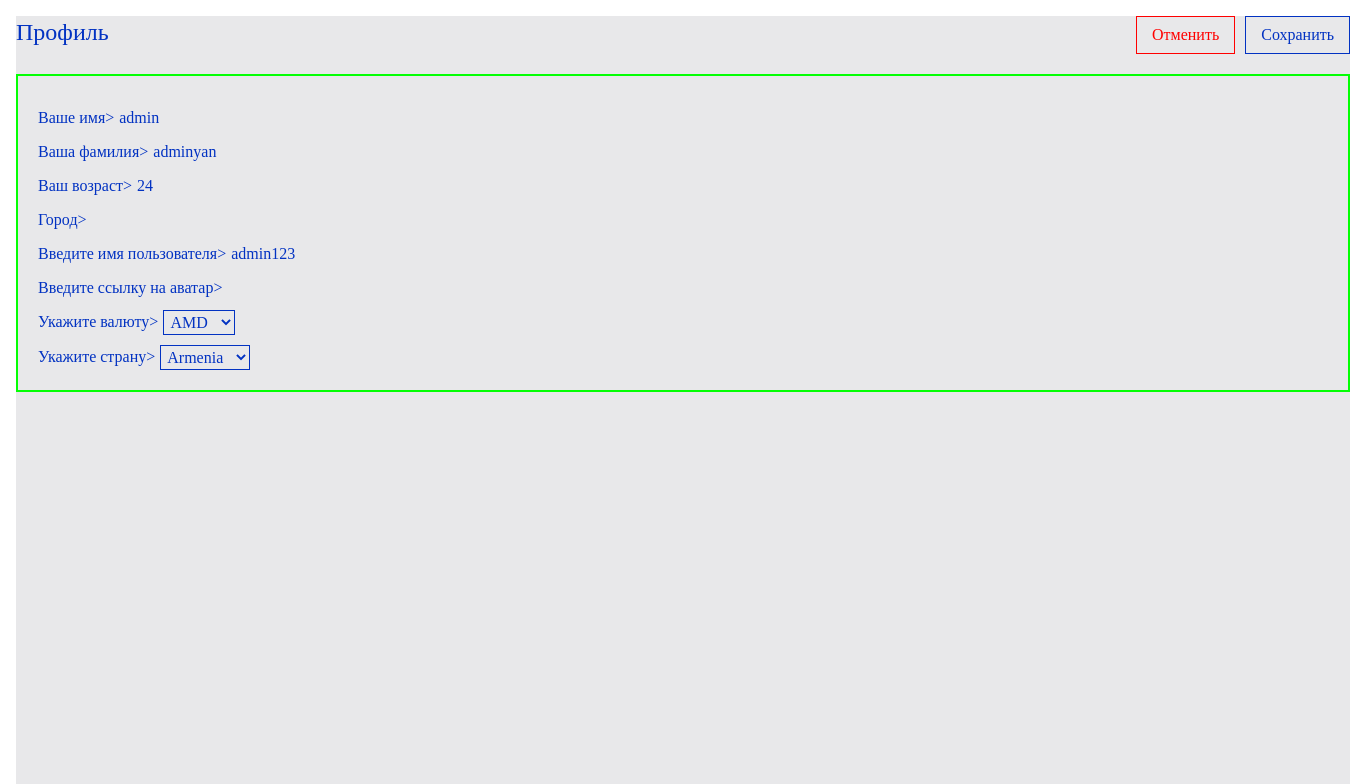 Профиль
Отменить
Сохранить
Ваше имя> admin
Ваша фамилия> adminyan
Ваш возраст> 24
Город>
Введите имя пользователя> admin123
Введите ссылку на аватар>
Укажите валюту> AMD
Укажите страну> Armenia